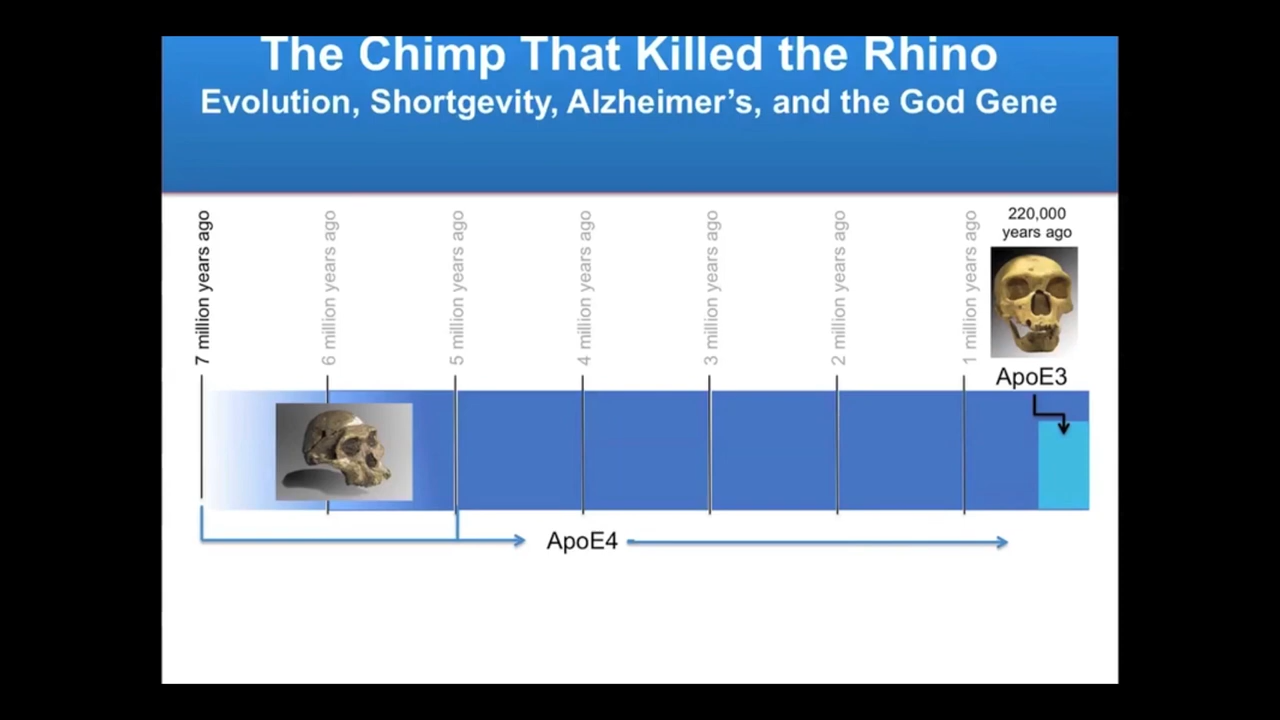 The Chimp That Killed the Rhino
Evolution, Shortgevity, Alzheimer’s, and the God Gene
7 million years ago
6 million years ago
5 million years ago
4 million years ago
3 million years ago
2 million years ago
1 million years ago
220,000
years ago
ApoE3
ApoE4